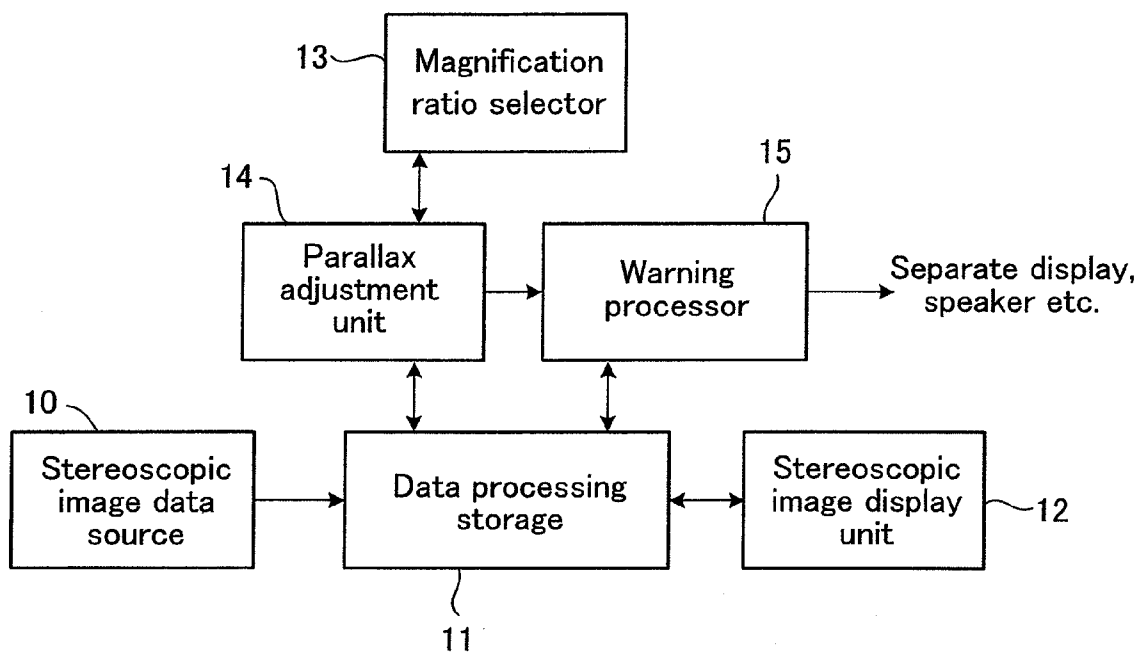 13
Magnification
ratio selector
14
15
Parallax
adjustment
unit
Warning
processor
Separate display,
speaker etc.
10
Stereoscopic
image data
source
Data processing
storage
Stereoscopic
image display
unit
12
11